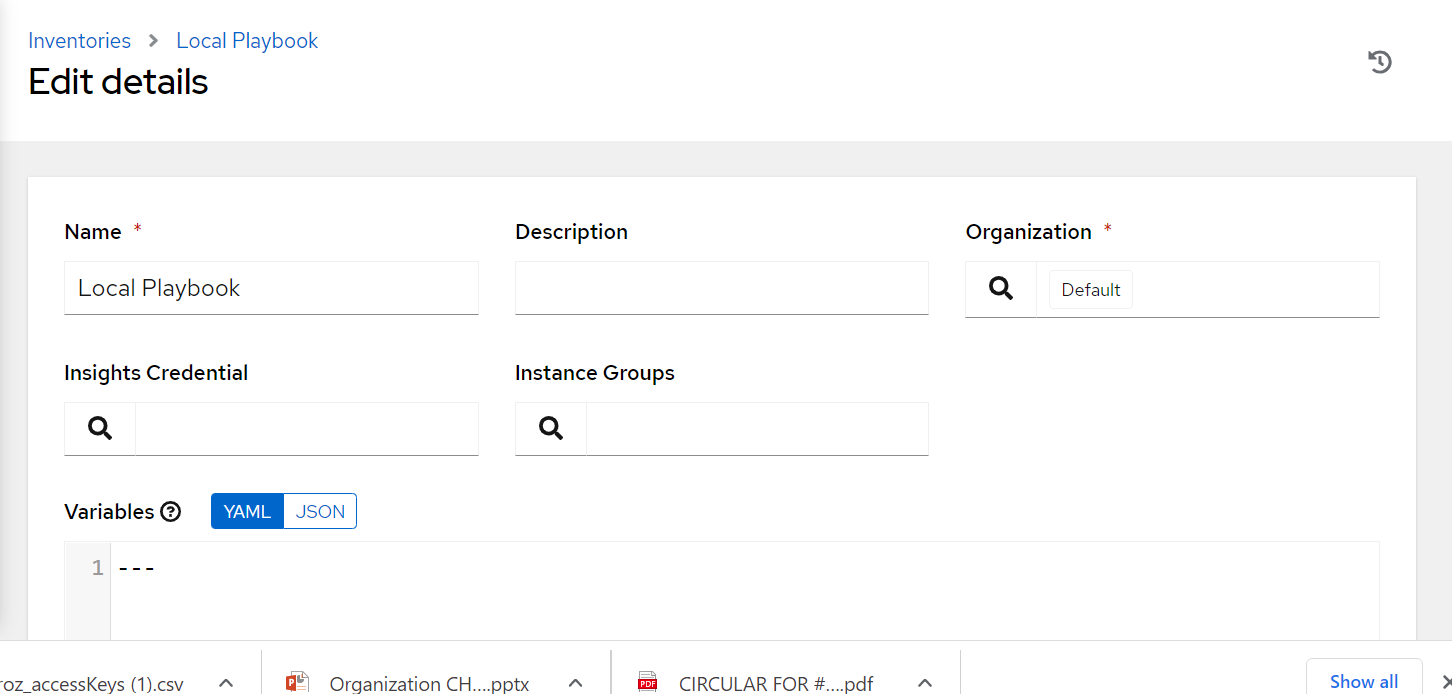 Inventories > Local Playbook
Edit details
Name * Description Organization *
Local Playbook Default
Insights Credential Instance Groups
Variables ? YAML JSON
1 ---
roz_accessKeys (1).csv Organization CH....pptx PDF CIRCULAR FOR #....pdf Show all